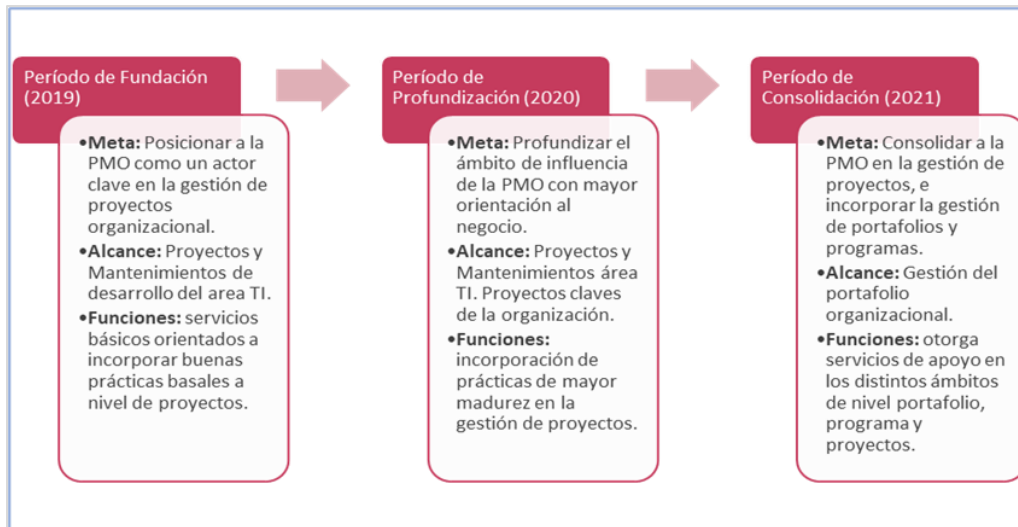 Período de Fundación
(2019)
•Meta: Posicionar a la
PMO como un actor
clave en la gestión de
proyectos
organizacional.
•Alcance: Proyectos y
Mantenimientos de
desarrollo del area TI.
•Funciones: servicios
básicos orientados a
incorporar buenas
prácticas basales a
nivel de proyectos.
Período de
Profundización (2020)
•Meta: Profundizar el
ámbito de influencia
de la PMO con mayor
orientación al
negocio.
•Alcance: Proyectos y
Mantenimientos área
TI. Proyectos claves
de la organización.
•Funciones:
incorporación de
prácticas de mayor
madurez en la
gestión de proyectos.
Período de
Consolidación (2021)
•Meta: Consolidar a la
PMO en la gestión de
proyectos, e
incorporar la gestión
de portafolios y
programas.
•Alcance: Gestión del
portafolio
organizacional.
•Funciones: otorga
servicios de apoyo en
los distintos ámbitos
de nivel portafolio,
programa y
proyectos.